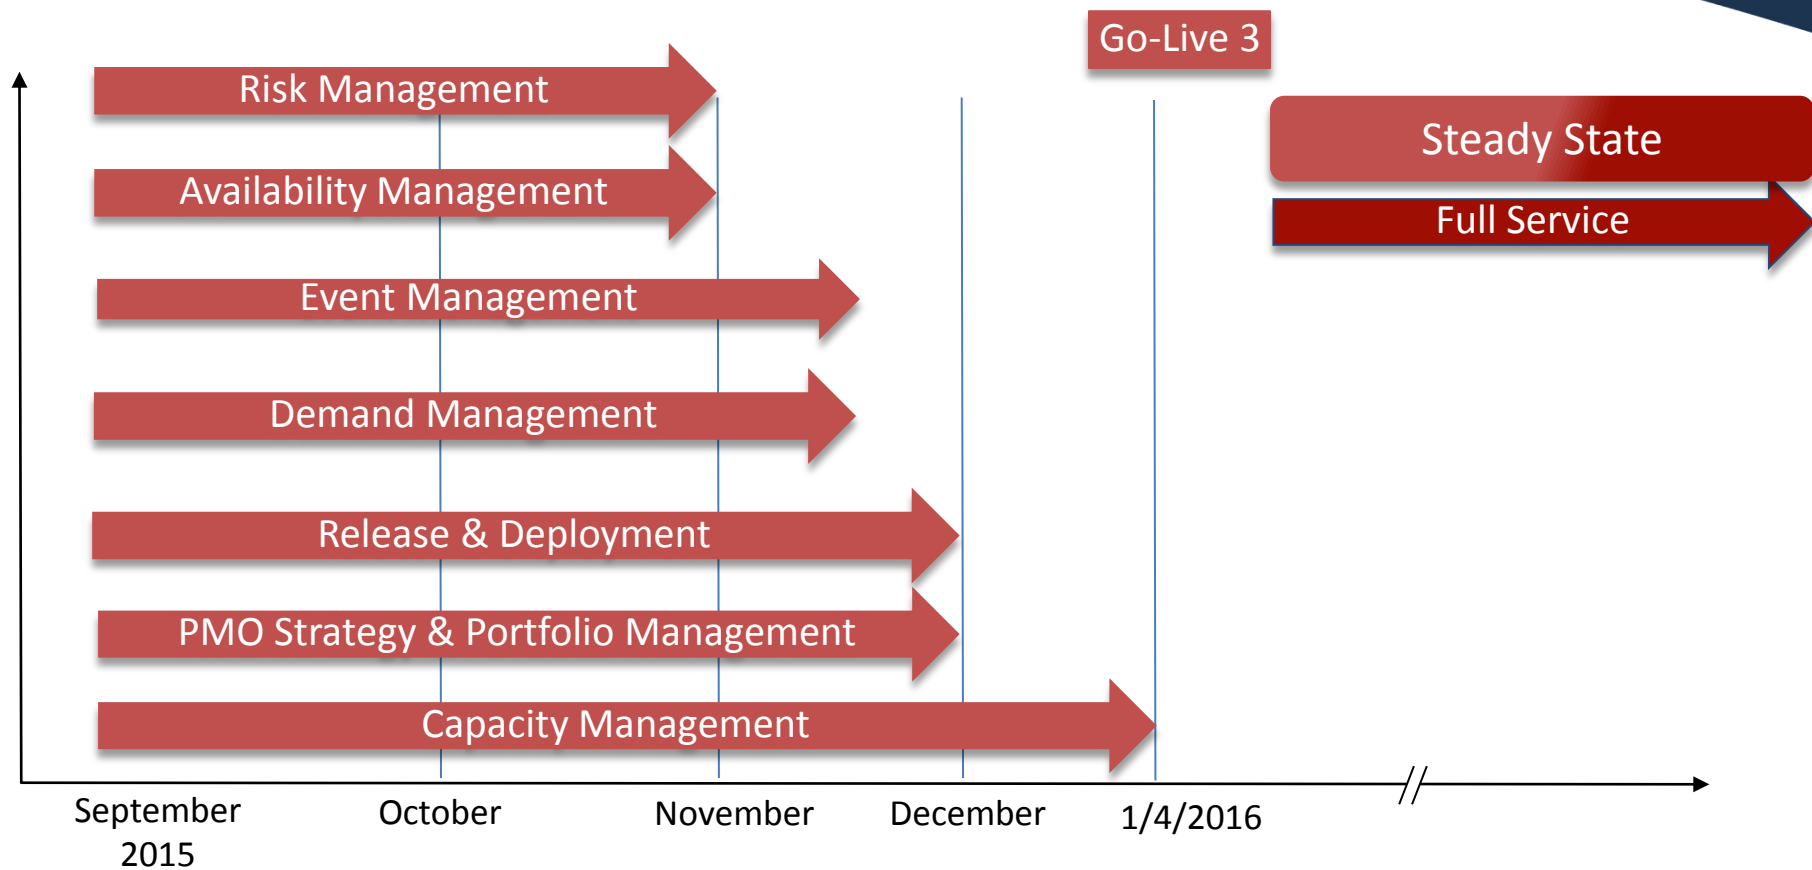 Go-Live 3
Risk Management
Steady State
Availability Management
Full Service
Event Management
Demand Management
Release & Deployment
PMO Strategy & Portfolio Management
Capacity Management
September
2015
October
November
December
1/4/2016